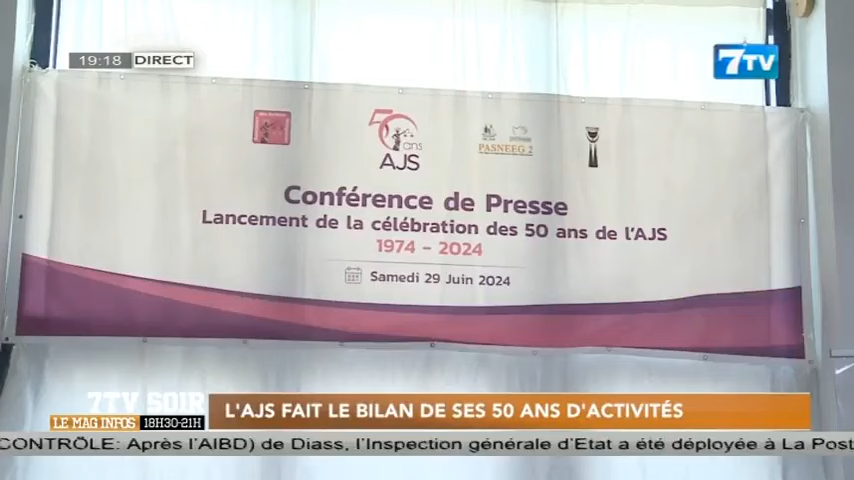 19:18 DIRECT
7TV
50 ans
AJS
PASNEEG 2
Conférence de Presse
Lancement de la célébration des 50 ans de l'AJS
1974 - 2024
Samedi 29 Juin 2024
7TV SOIR
LE MAG INFOS 18H30-21H
L'AJS FAIT LE BILAN DE SES 50 ANS D'ACTIVITÉS
CONTRÔLE: Après l'AIBD) de Diass, l'Inspection générale d'Etat a été déployée à La Post